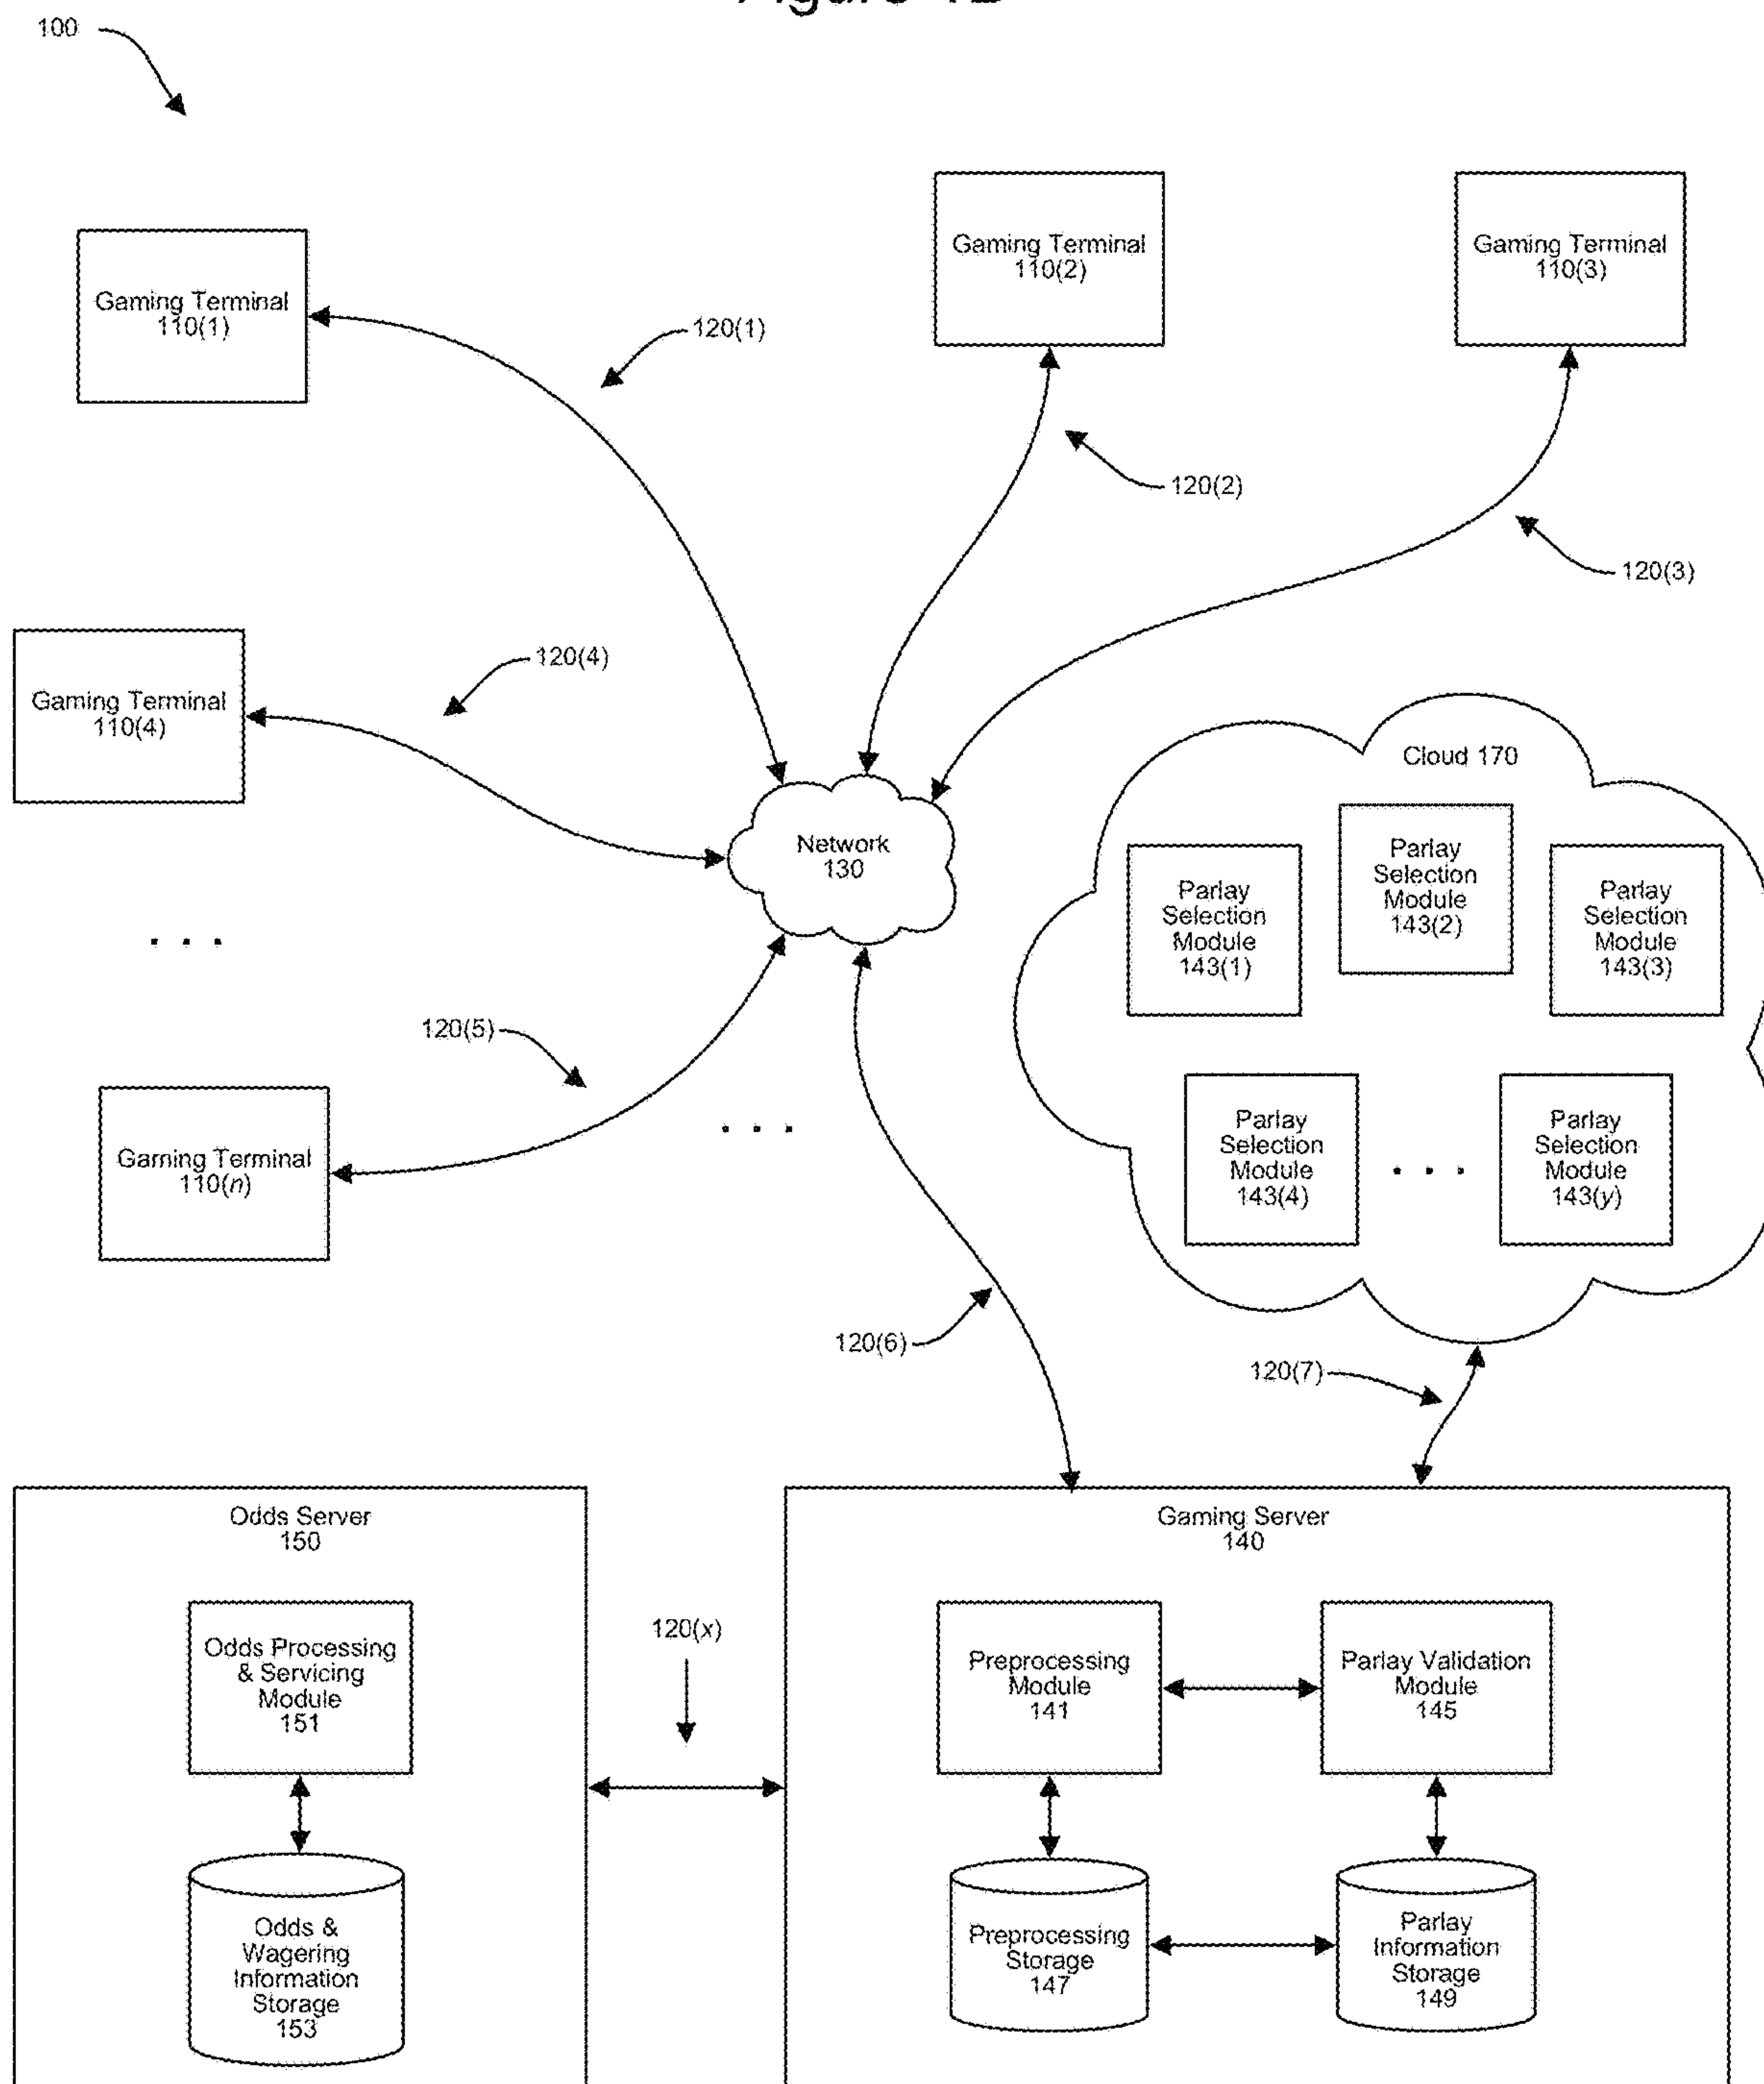 100
Gaming Terminal
110(2)
Gaming Terminal
110(3)
Gaming Terminal
110(1)
120(1)
120(2)
120(3)
120(4)
Gaming Terminal
110(4)
Network
130
Cloud 170
Parlay
Selection
Module
143(1)
Parlay
Selection
Module
143(2)
Parlay
Selection
Module
143(3)
. . .
120(5)
Gaming Terminal
110(n)
. . .
Parlay
Selection
Module
143(4)
. . .
Parlay
Selection
Module
143(y)
120(6)
120(7)
Odds Server
150
Odds Processing
& Servicing
Module
151
Odds &
Wagering
Information
Storage
153
120(x)
Gaming Server
140
Preprocessing
Module
141
Parlay Validation
Module
145
Preprocessing
Storage
147
Parlay
Information
Storage
149